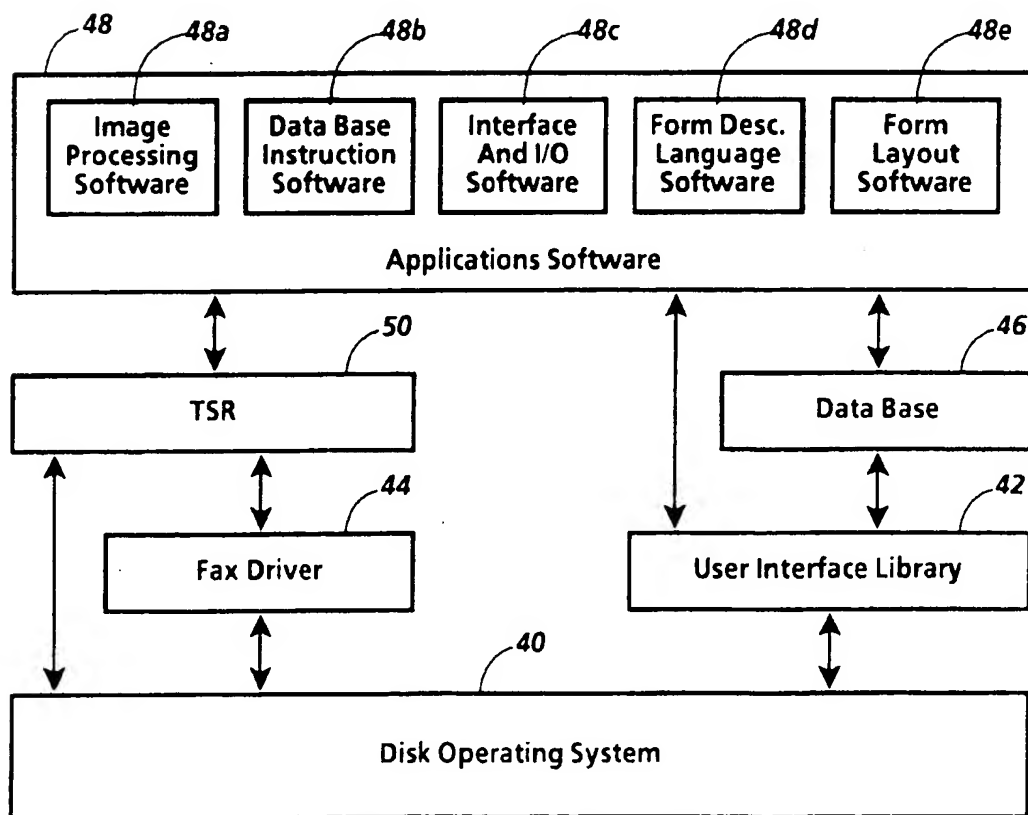 48
48a
48b
48c
48d
48e
Image
Processing
Software
Data Base
Instruction
Software
Interface
And I/O
Software
Form Desc.
Language
Software
Form
Layout
Software
Applications Software
50
46
TSR
Data Base
44
42
Fax Driver
User Interface Library
40
Disk Operating System